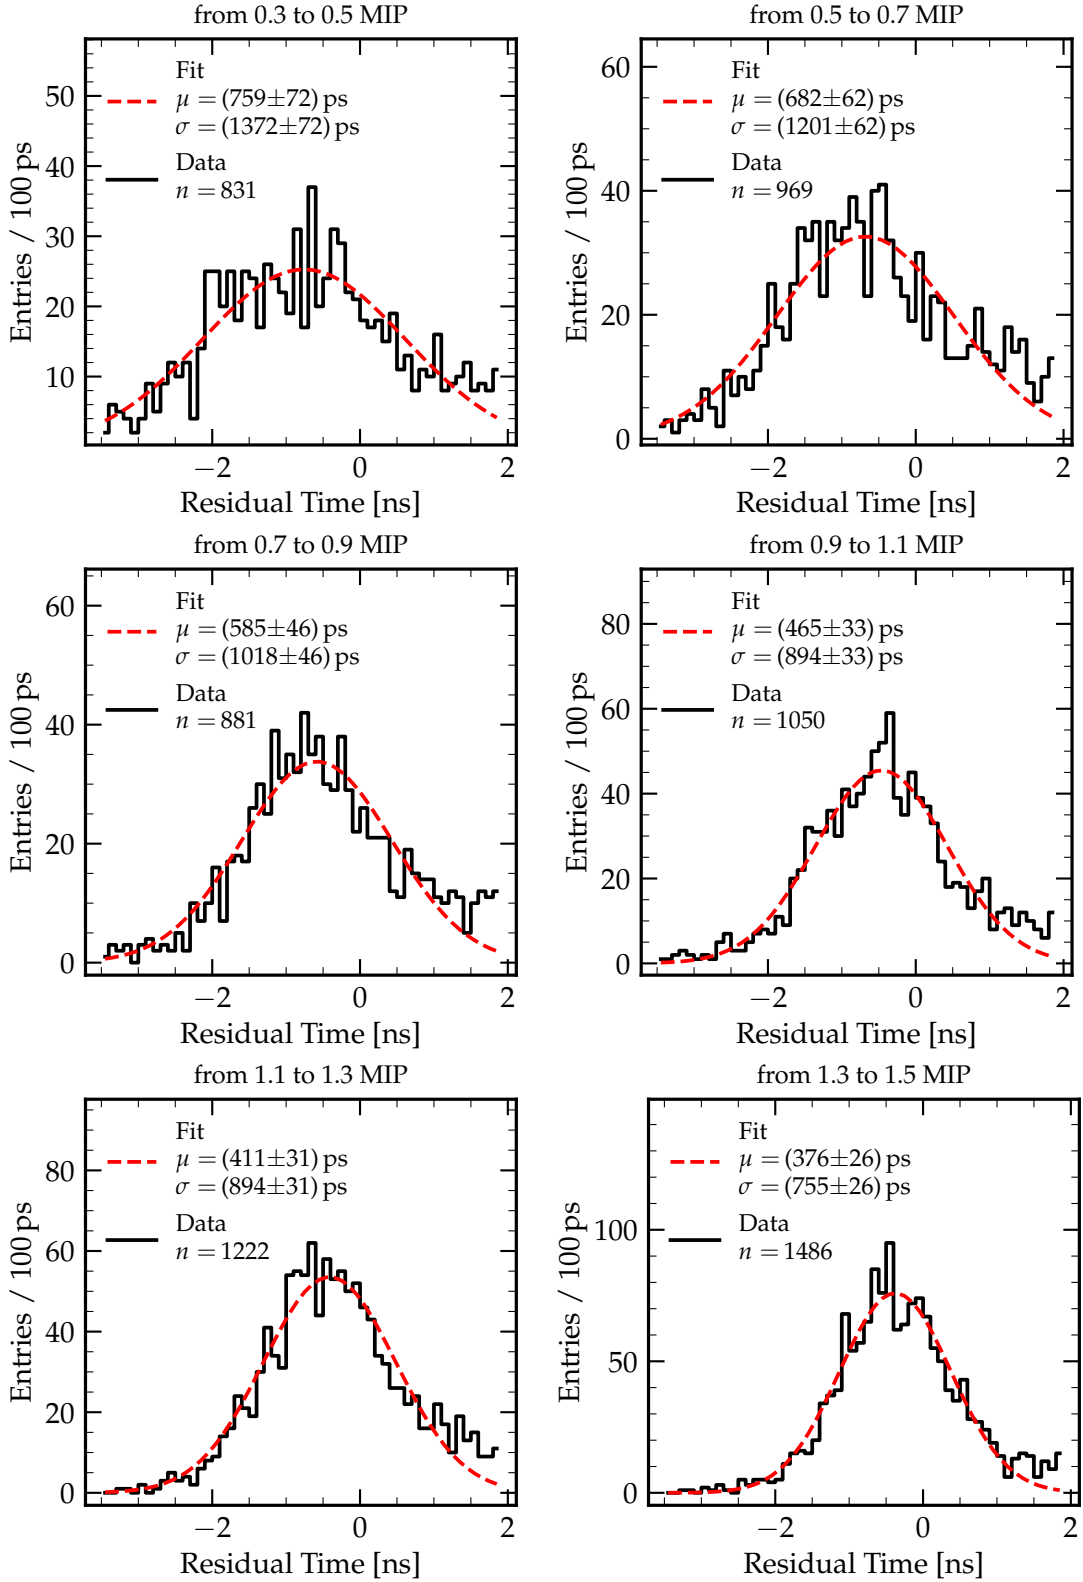 from 0.3 to 0.5 MIP
Fit
μ = (759±72) ps
σ = (1372±72) ps
Data
n = 831
50
40
30
20
10
Entries / 100 ps
−2
0
2
Residual Time [ns]
from 0.5 to 0.7 MIP
Fit
μ = (682±62) ps
σ = (1201±62) ps
Data
n = 969
60
40
20
0
Entries / 100 ps
−2
0
2
Residual Time [ns]
from 0.7 to 0.9 MIP
Fit
μ = (585±46) ps
σ = (1018±46) ps
Data
n = 881
60
40
20
0
Entries / 100 ps
−2
0
2
Residual Time [ns]
from 0.9 to 1.1 MIP
Fit
μ = (465±33) ps
σ = (894±33) ps
Data
n = 1050
80
60
40
20
0
Entries / 100 ps
−2
0
2
Residual Time [ns]
from 1.1 to 1.3 MIP
Fit
μ = (411±31) ps
σ = (894±31) ps
Data
n = 1222
80
60
40
20
0
Entries / 100 ps
−2
0
2
Residual Time [ns]
from 1.3 to 1.5 MIP
Fit
μ = (376±26) ps
σ = (755±26) ps
Data
n = 1486
100
50
0
Entries / 100 ps
−2
0
2
Residual Time [ns]